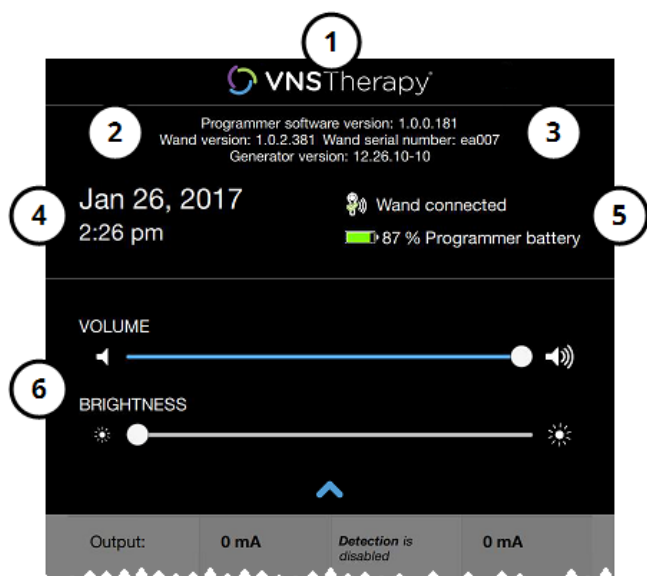 1
VNSTherapy
2
3
Programmer software version: 1.0.0.181
Wand version: 1.0.2.381 Wand serial number: ea007
Generator version: 12.26.10-10
4
Jan 26, 2017
2:26 pm
Wand connected
87 % Programmer battery
5
VOLUME
6
BRIGHTNESS
Output: 0 mA Detection is disabled 0 mA